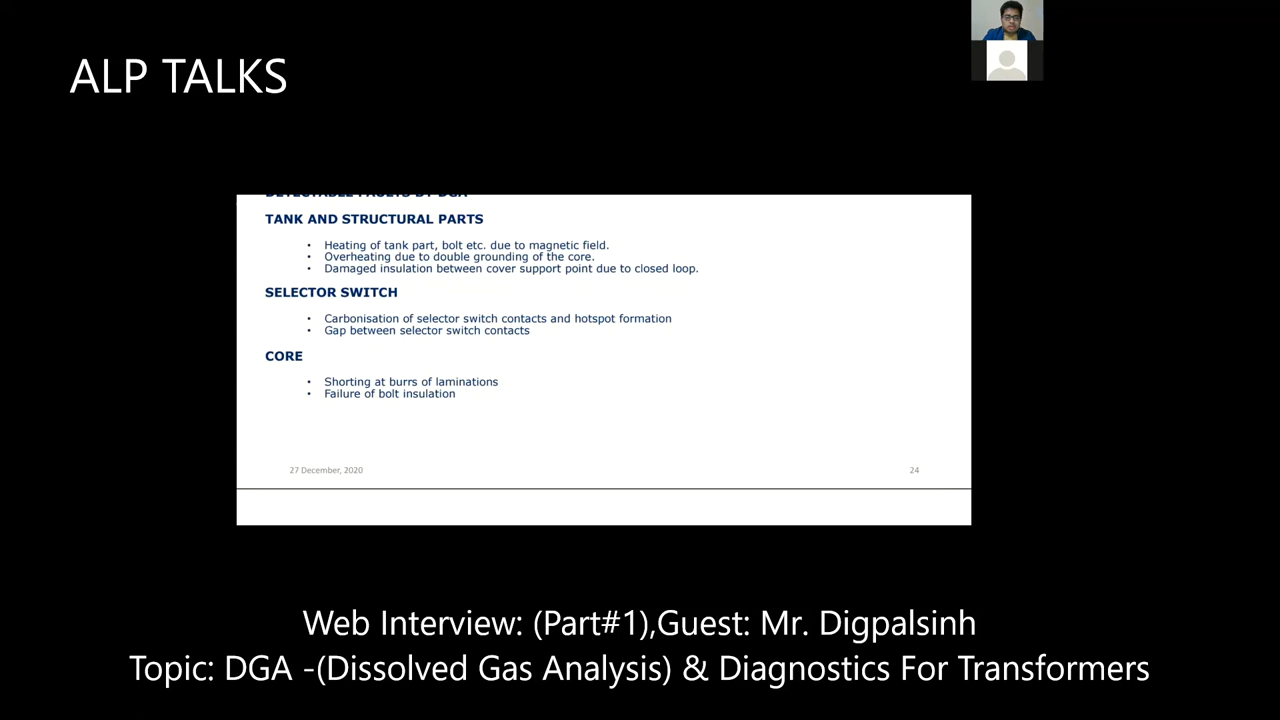 ALP TALKS
DETECTABLE FAULTS BY DGA
TANK AND STRUCTURAL PARTS
• Heating of tank part, bolt etc. due to magnetic field.
• Overheating due to double grounding of the core.
• Damaged insulation between cover support point due to closed loop.
SELECTOR SWITCH
• Carbonisation of selector switch contacts and hotspot formation
• Gap between selector switch contacts
CORE
• Shorting at burrs of laminations
• Failure of bolt insulation
27 December, 2020
24
Web Interview: (Part#1),Guest: Mr. Digpalsinh
Topic: DGA -(Dissolved Gas Analysis) & Diagnostics For Transformers